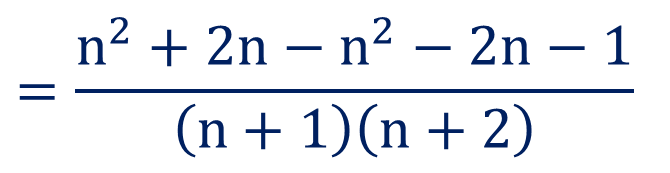 = n² + 2n − n² − 2n − 1
(n + 1)(n + 2)